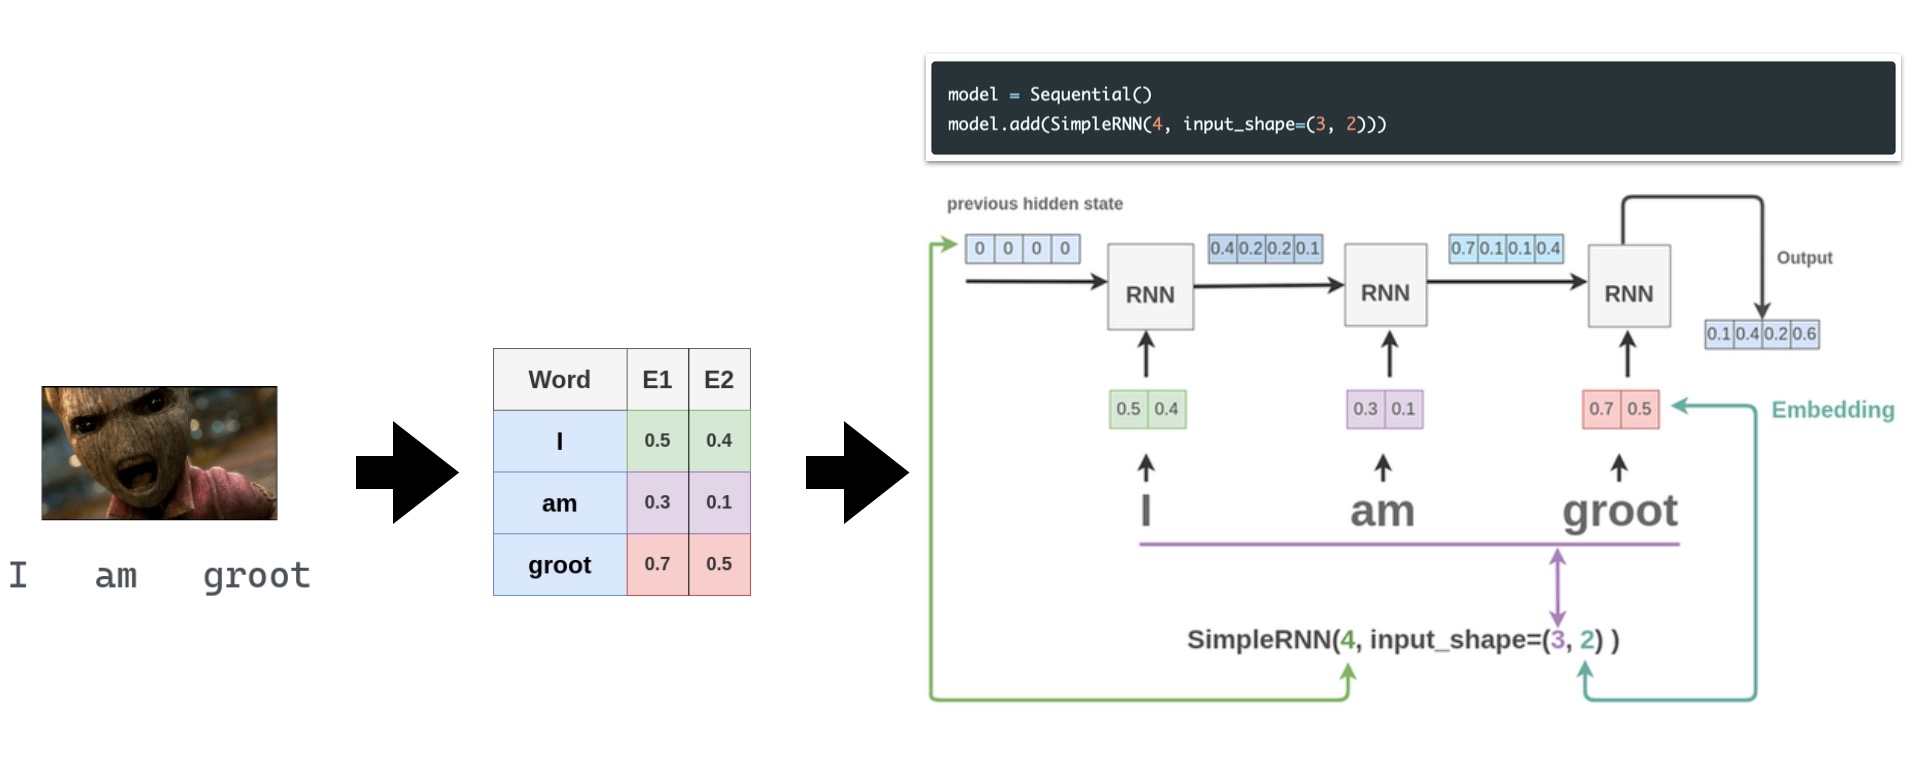 model = Sequential()
model.add(SimpleRNN(4, input_shape=(3, 2)))
previous hidden state
0 0 0 0
0.4 0.2 0.2 0.1
0.7 0.1 0.1 0.4
RNN
RNN
RNN
Output
0.1 0.4 0.2 0.6
0.5 0.4
0.3 0.1
0.7 0.5
Embedding
I am groot
SimpleRNN(4, input_shape=(3, 2) )
Word E1 E2
I 0.5 0.4
am 0.3 0.1
groot 0.7 0.5
I am groot